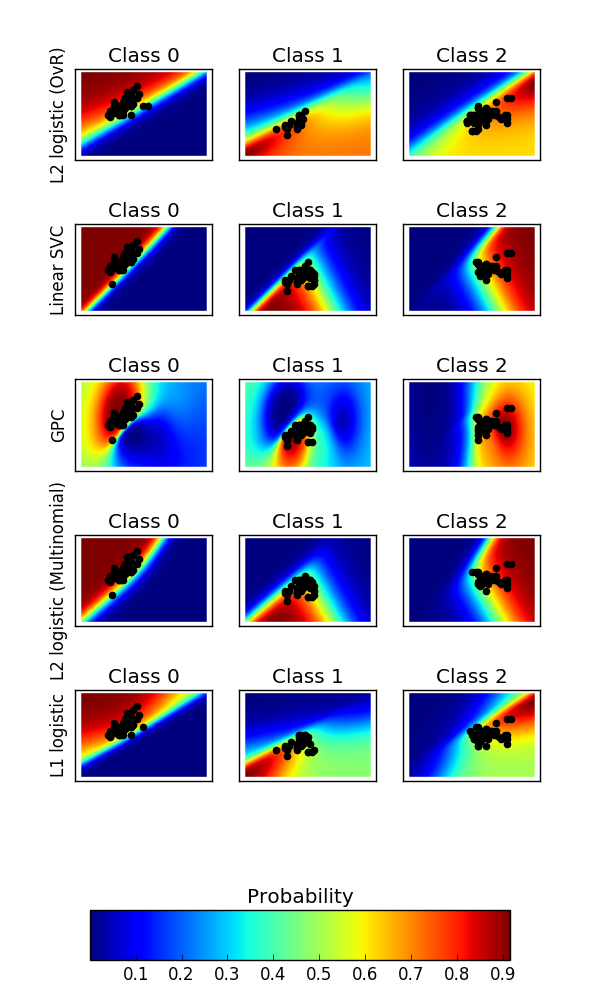 Class 0 Class 1 Class 2
L2 logistic (OvR)
Class 0 Class 1 Class 2
Linear SVC
Class 0 Class 1 Class 2
GPC
Class 0 Class 1 Class 2
L2 logistic (Multinomial)
Class 0 Class 1 Class 2
L1 logistic
Probability
0.1 0.2 0.3 0.4 0.5 0.6 0.7 0.8 0.9